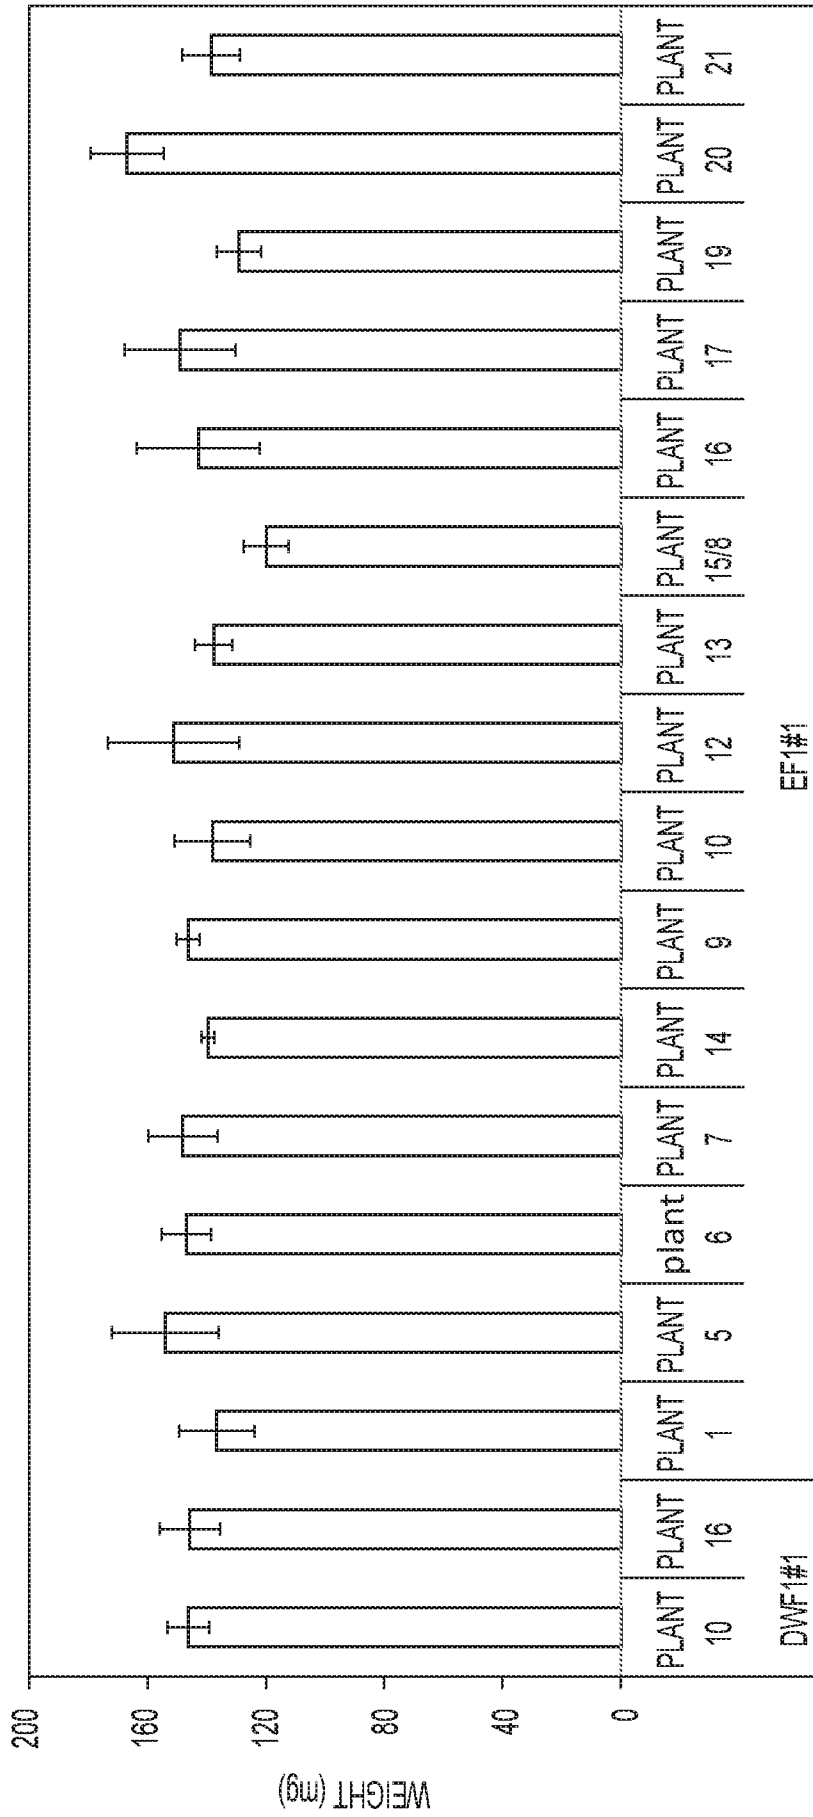 WEIGHT (mg)
200
160
120
80
40
0
PLANT 10
PLANT 16
PLANT 1
PLANT 5
plant 6
PLANT 7
PLANT 14
PLANT 9
PLANT 10
PLANT 12
PLANT 13
PLANT 15/8
PLANT 16
PLANT 17
PLANT 19
PLANT 20
PLANT 21
DWF1#1
EF1#1